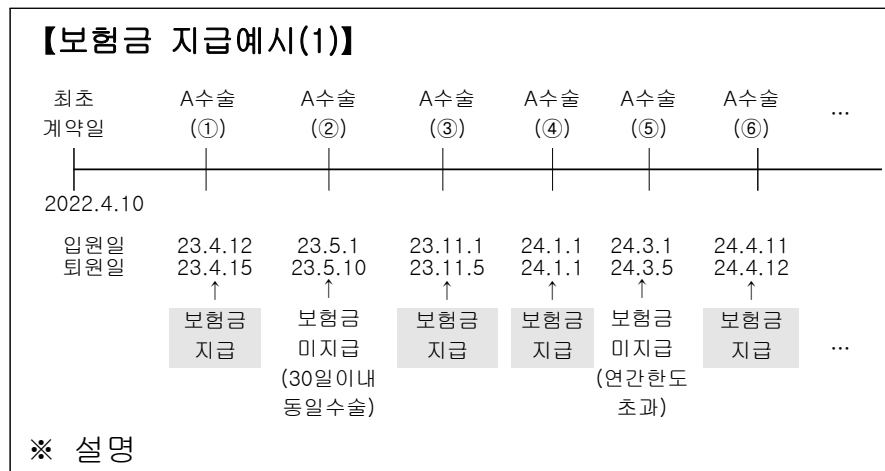 【보험금 지급예시(1)】
최초 A수술 A수술 A수술 A수술 A수술 A수술 …
계약일 (①) (②) (③) (④) (⑤) (⑥)
2022.4.10
입원일 23.4.12 23.5.1 23.11.1 24.1.1 24.3.1 24.4.11
퇴원일 23.4.15 23.5.10 23.11.5 24.1.1 24.3.5 24.4.12
↑ ↑ ↑ ↑ ↑ ↑
보험금 보험금 보험금 보험금 보험금 보험금
지급 미지급 지급 지급 미지급 지급 …
(30일이내 (연간한도
동일수술) 초과)
※ 설명